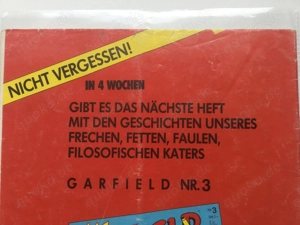 NICHT VERGESSEN!
IN 4 WOCHEN
GIBT ES DAS NÄCHSTE HEFT
MIT DEN GESCHICHTEN UNSERES
FRECHEN, FETTEN, FAULEN,
FILOSOFISCHEN KATERS
GARFIELD NR.3